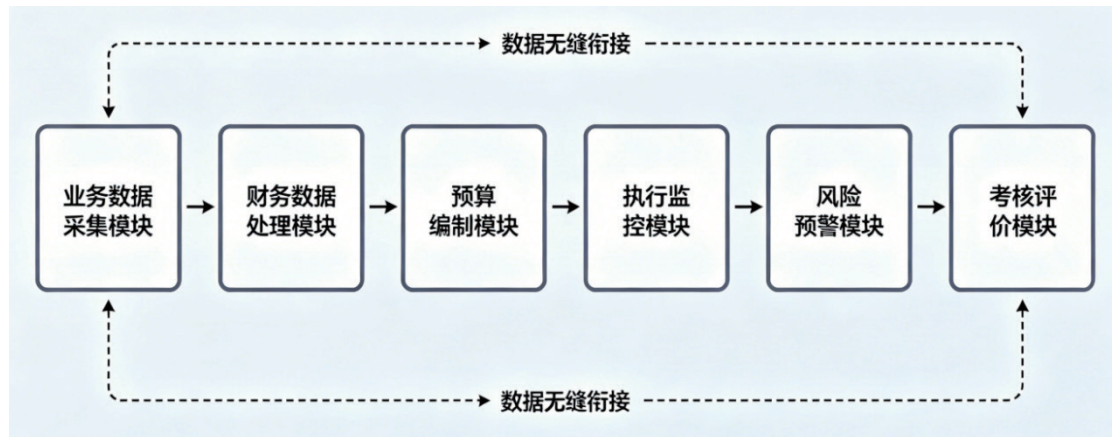 数据无缝衔接
业务数据
采集模块
财务数据
处理模块
预算
编制模块
执行监
控模块
风险
预警模块
考核评
价模块
数据无缝衔接